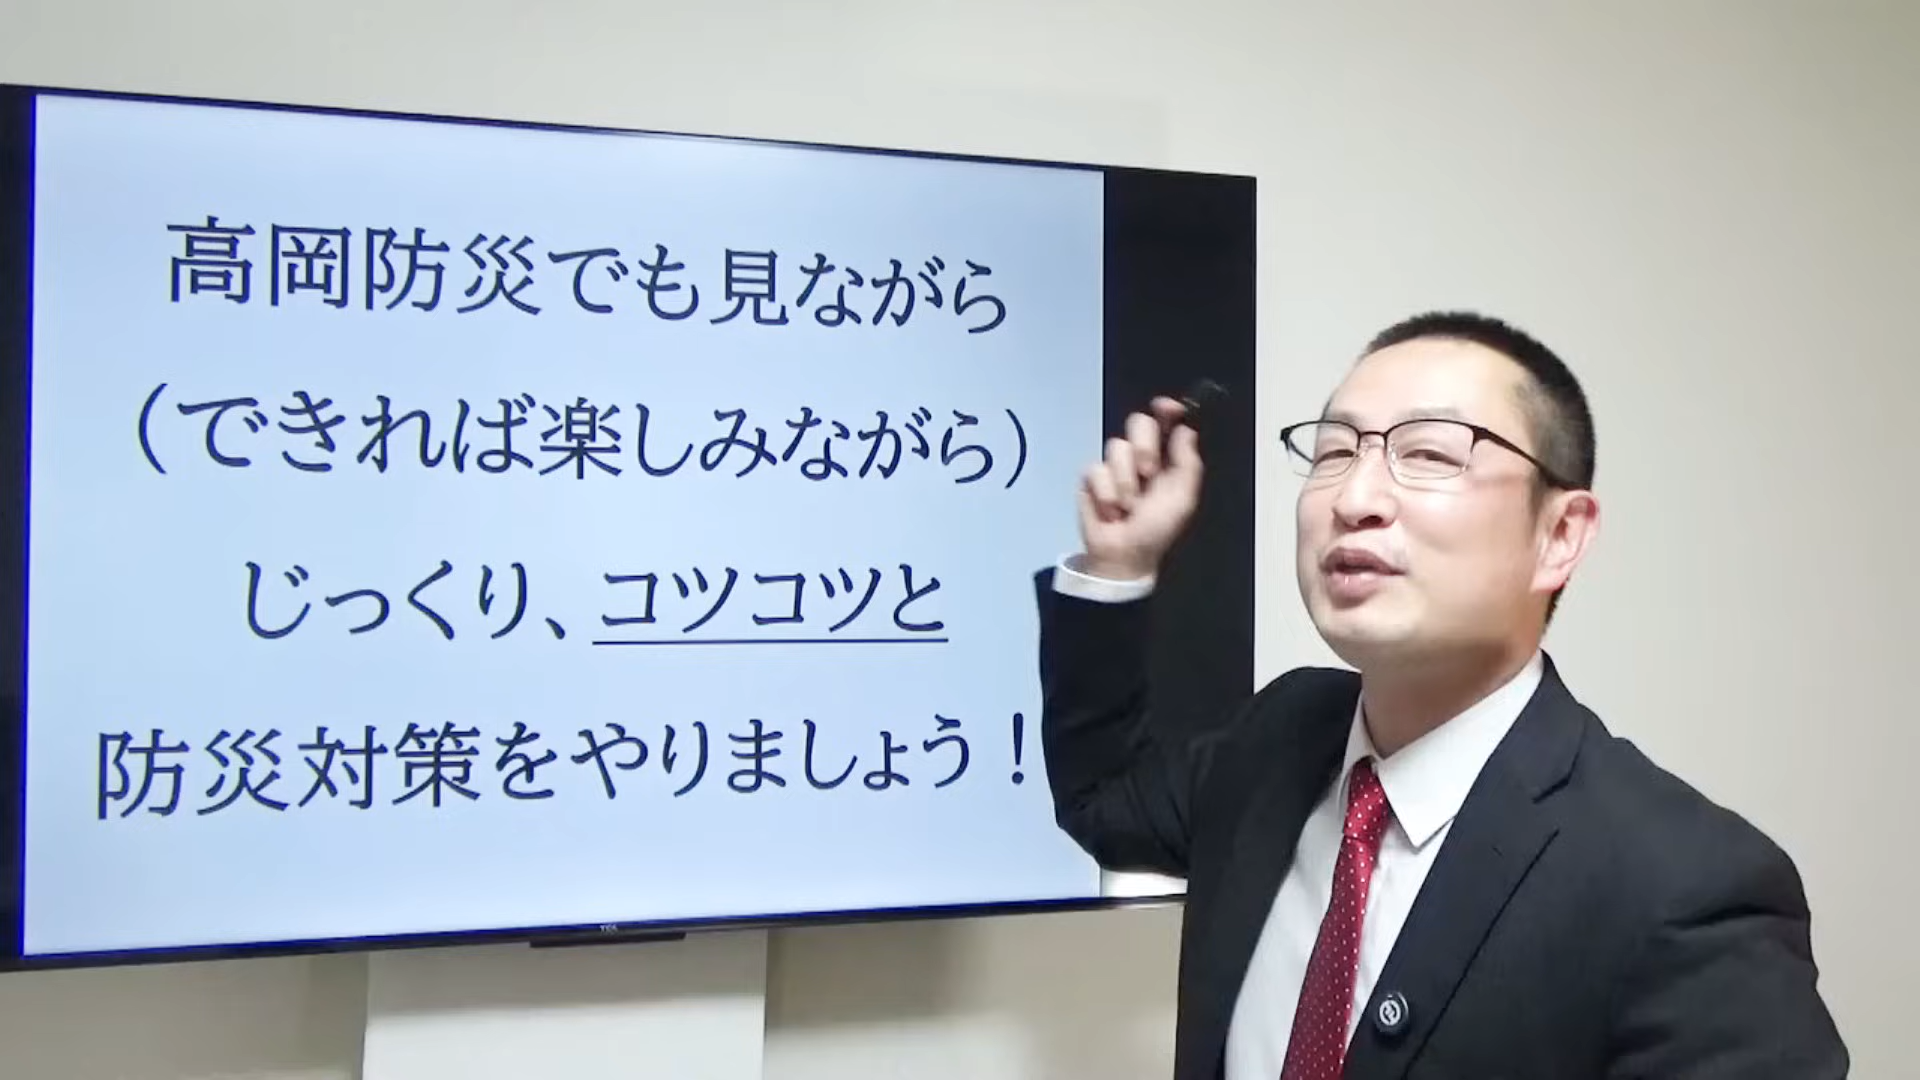 高岡防災でも見ながら
（できれば楽しみながら）
じっくり、コツコツと
防災対策をやりましょう！